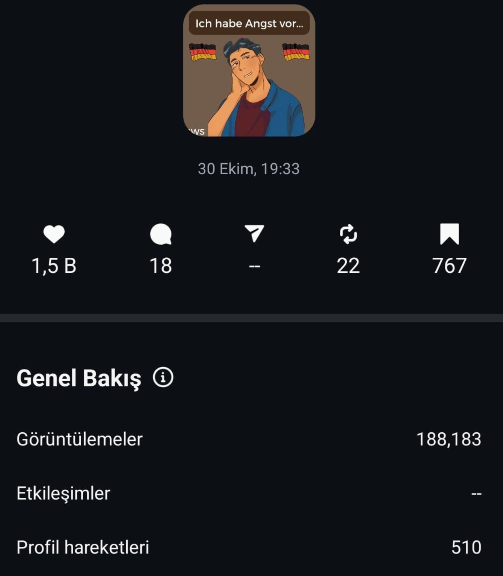 Ich habe Angst vor...
ws
30 Ekim, 19:33
1,5 B 18 -- 22 767
Genel Bakış
Görüntülemeler 188,183
Etkileşimler --
Profil hareketleri 510